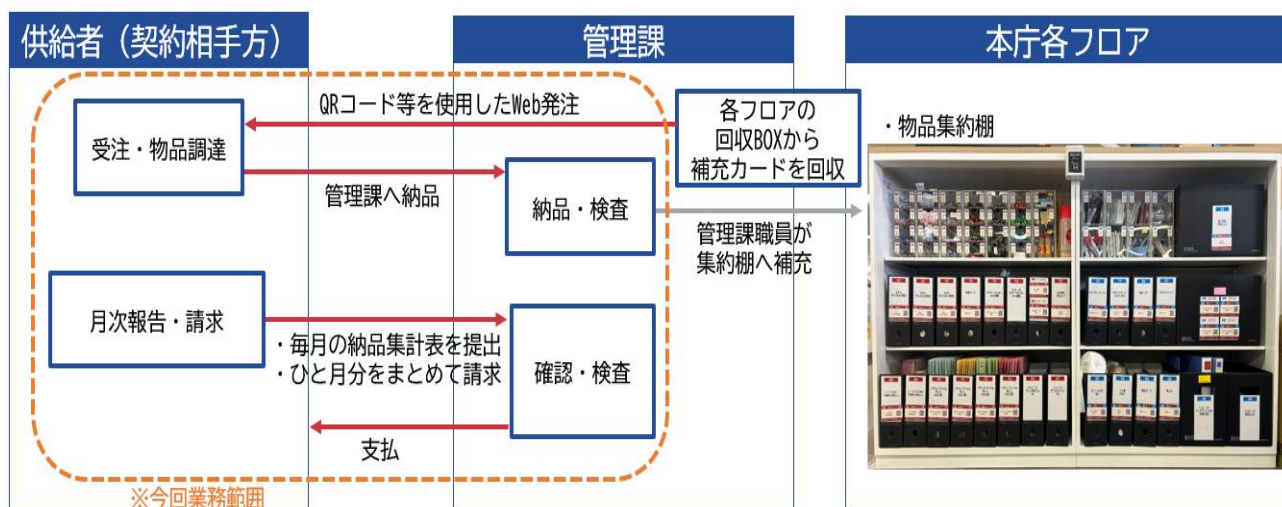 供給者（契約相手方）
管理課
本庁各フロア
QRコード等を使用したWeb発注
各フロアの
回収BOXから
補充カードを回収
受注・物品調達
管理課へ納品
納品・検査
管理課職員が
集約棚へ補充
・物品集約棚
月次報告・請求
・毎月の納品集計表を提出
・ひと月分をまとめて請求
確認・検査
支払
※今回業務範囲